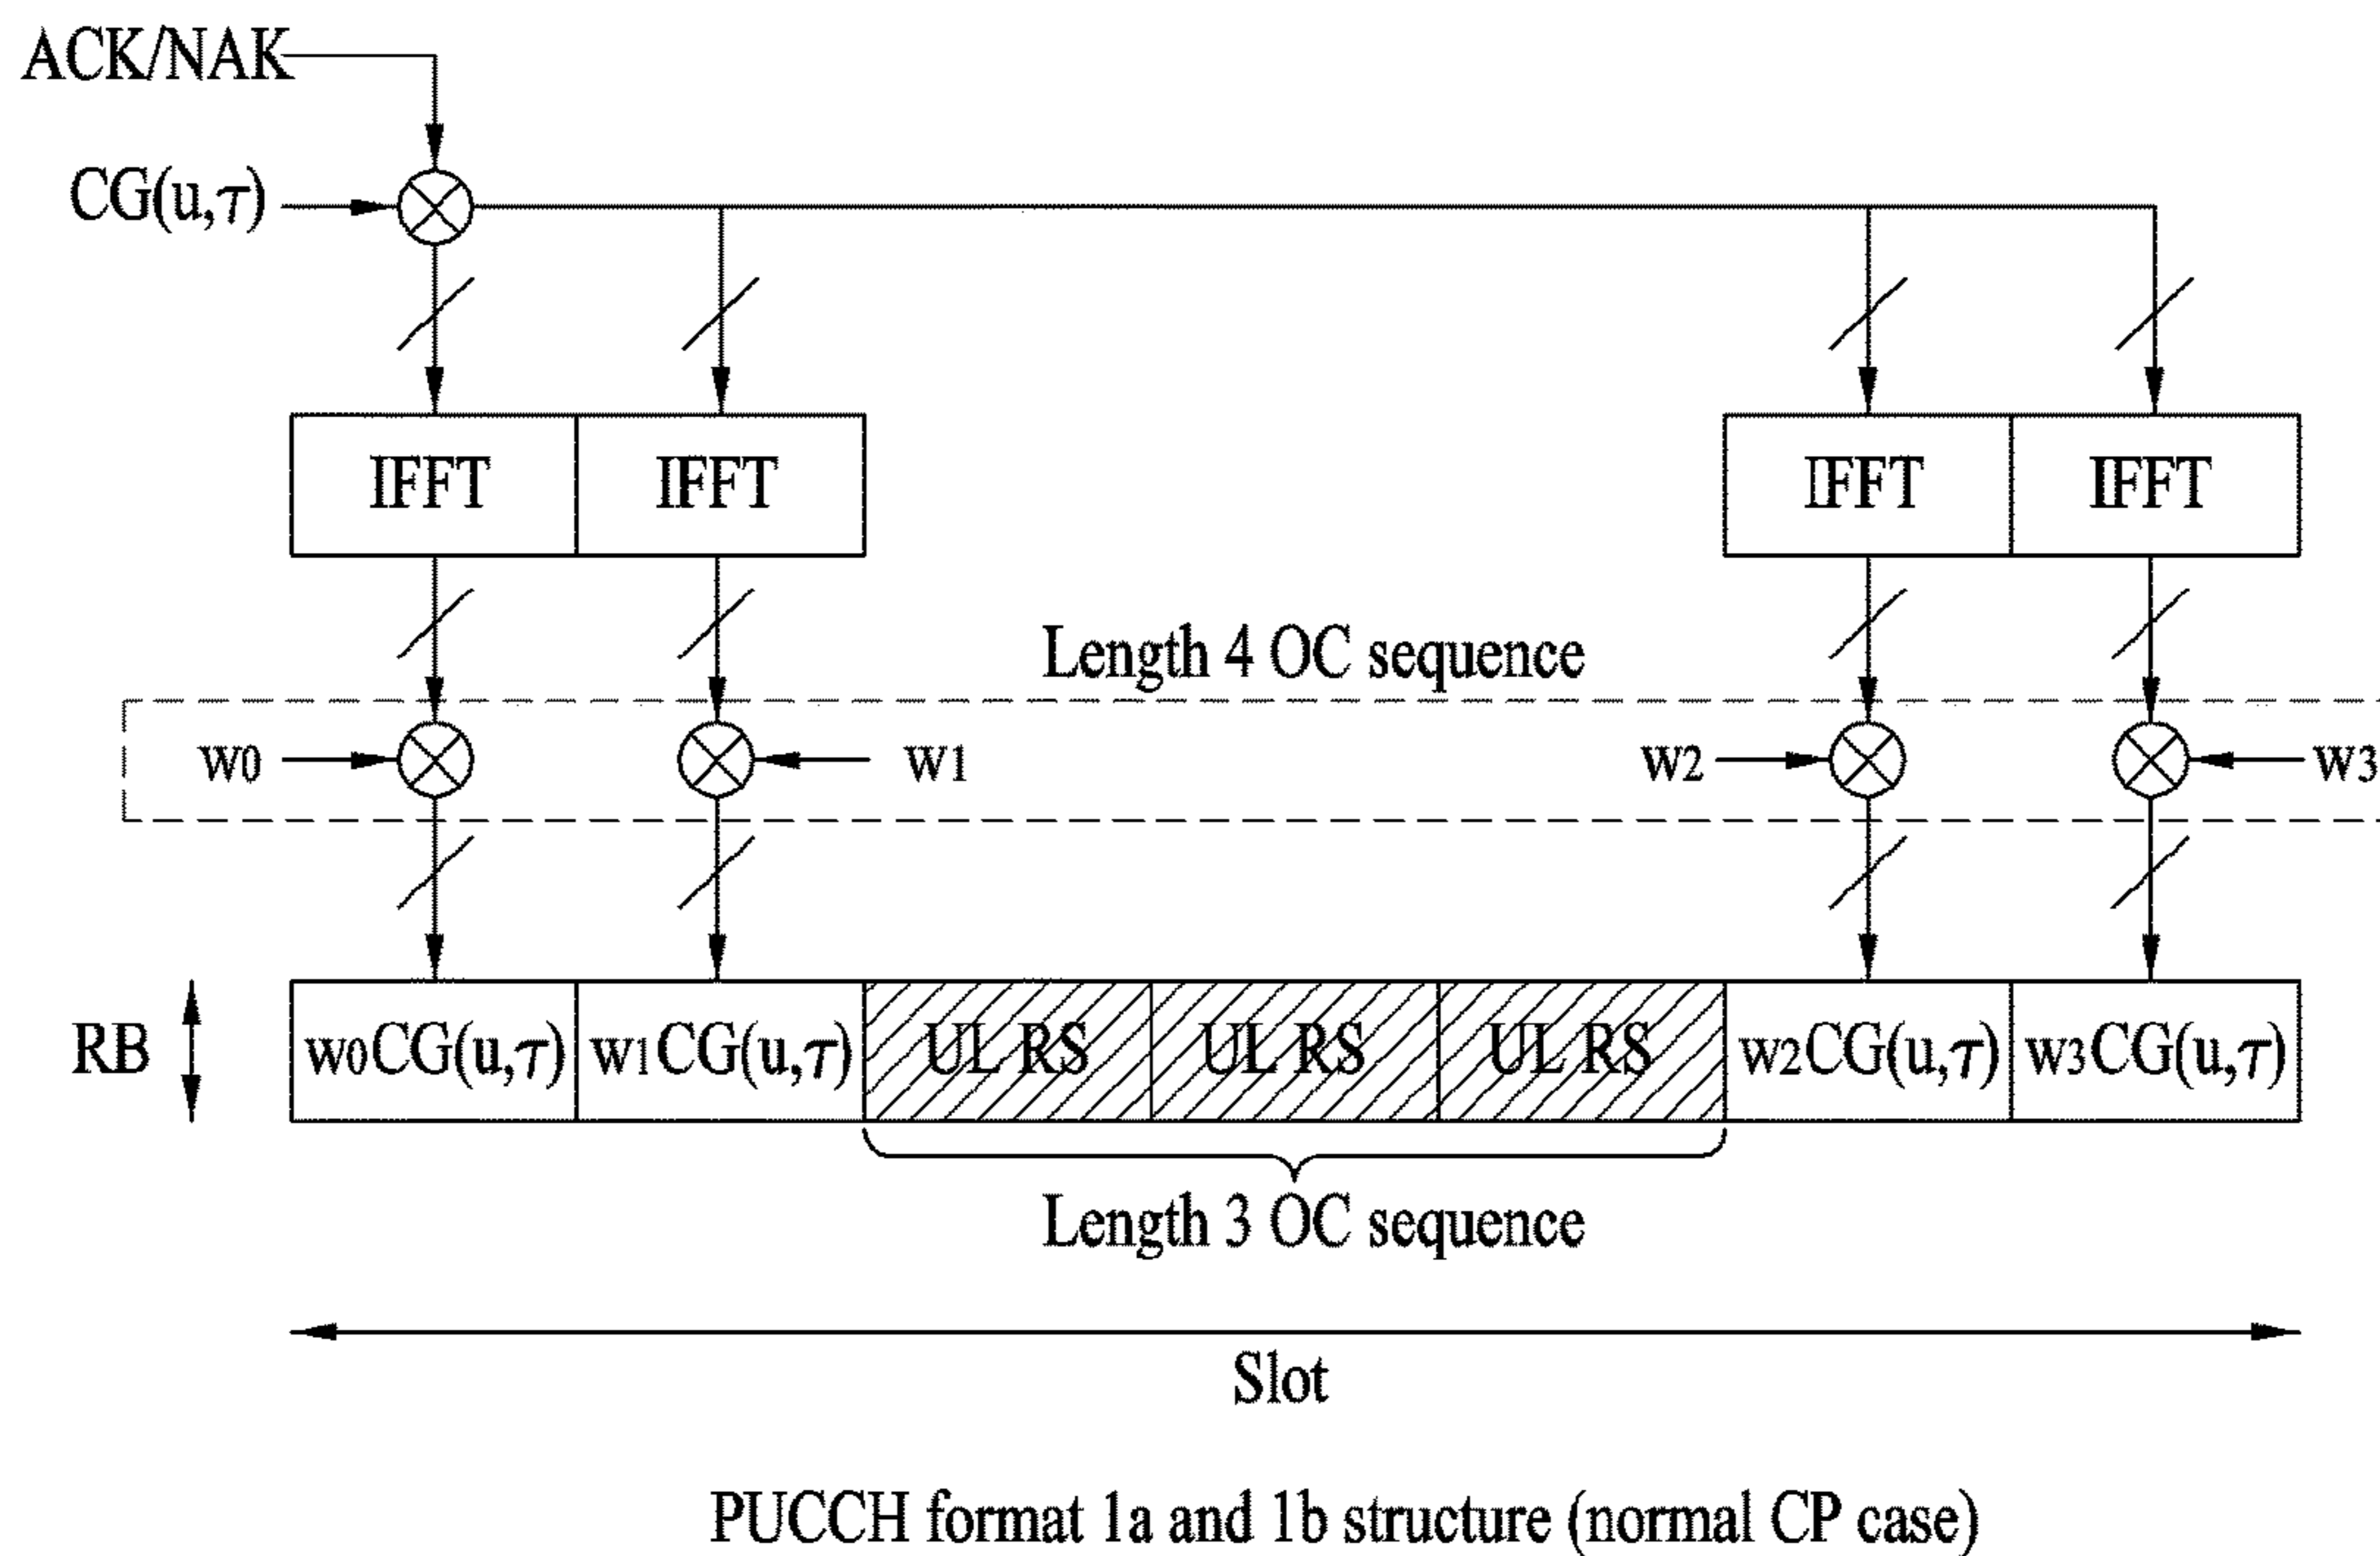 ACK/NAK
CG(u,τ)
IFFT IFFT IFFT IFFT
Length 4 OC sequence
w0 w1 w2 w3
RB w0CG(u,τ) w1CG(u,τ) UL RS UL RS UL RS w2CG(u,τ) w3CG(u,τ)
Length 3 OC sequence
Slot
PUCCH format 1a and 1b structure (normal CP case)